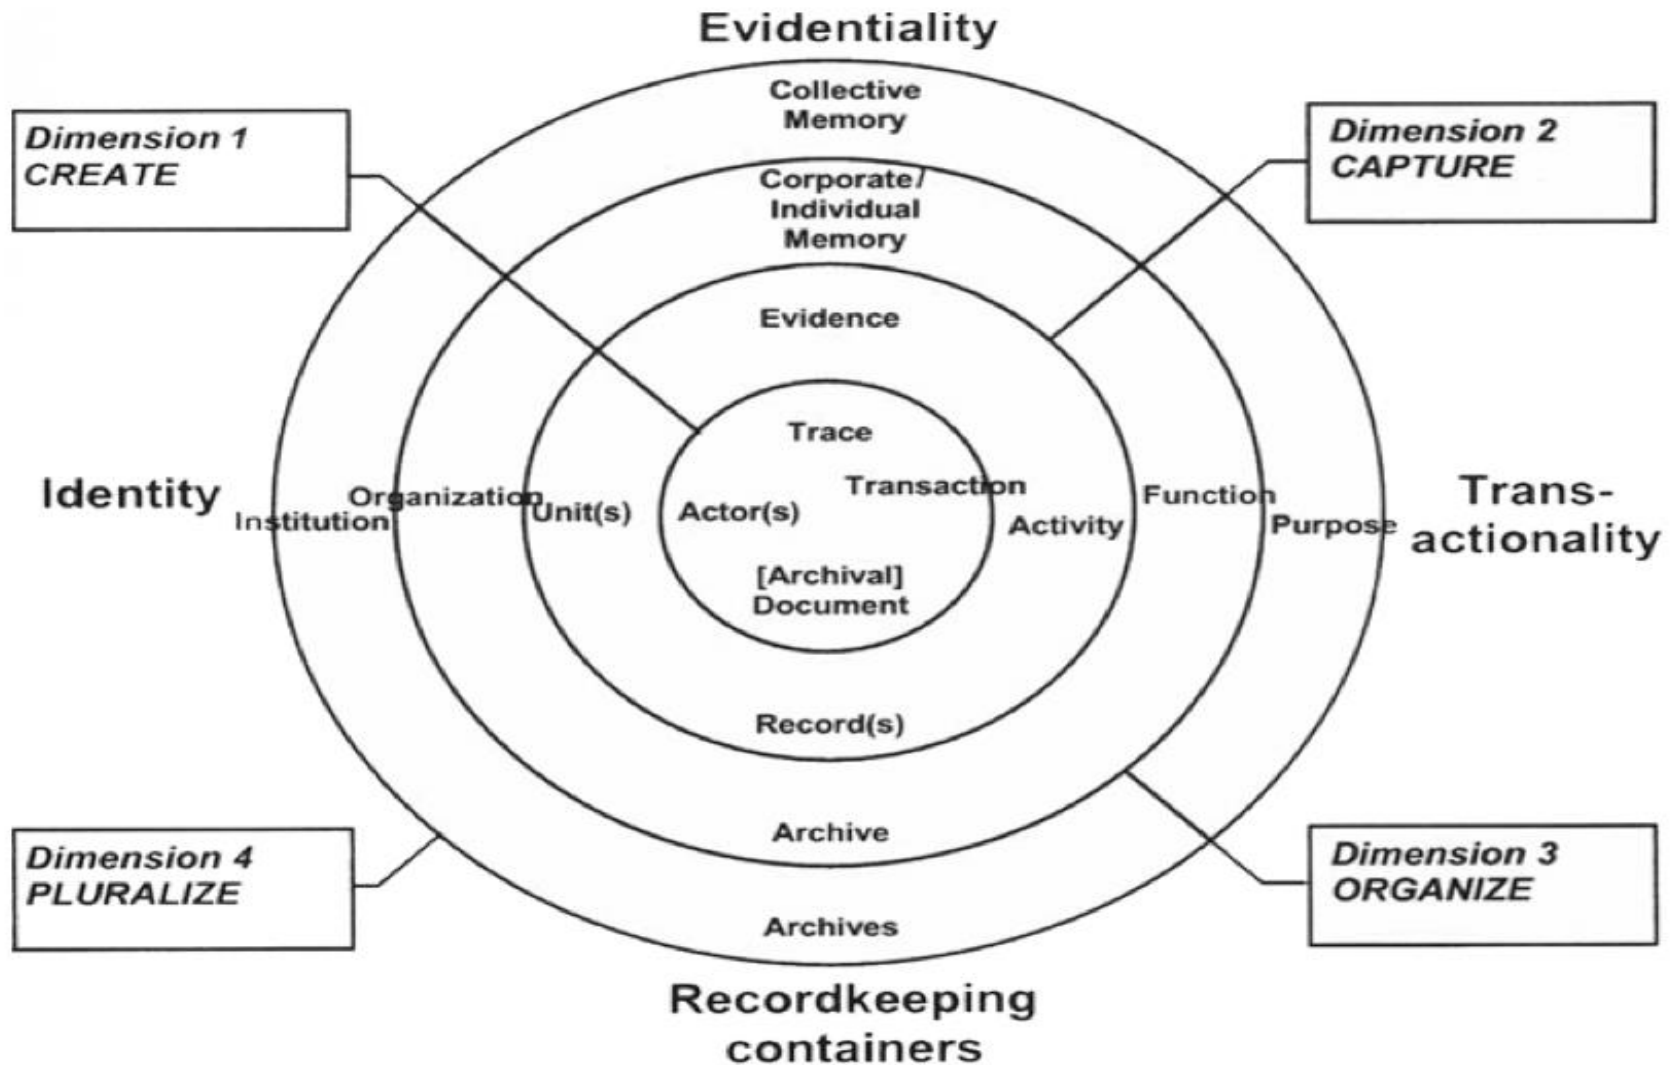 Evidentiality
Collective
Memory
Dimension 1
CREATE
Dimension 2
CAPTURE
Corporate/
Individual
Memory
Evidence
Trace
Identity
Institution
Organization
Unit(s)
Actor(s)
Transaction
Activity
Function
Purpose
Trans-
actionality
[Archival]
Document
Record(s)
Archive
Dimension 4
PLURALIZE
Dimension 3
ORGANIZE
Archives
Recordkeeping
containers